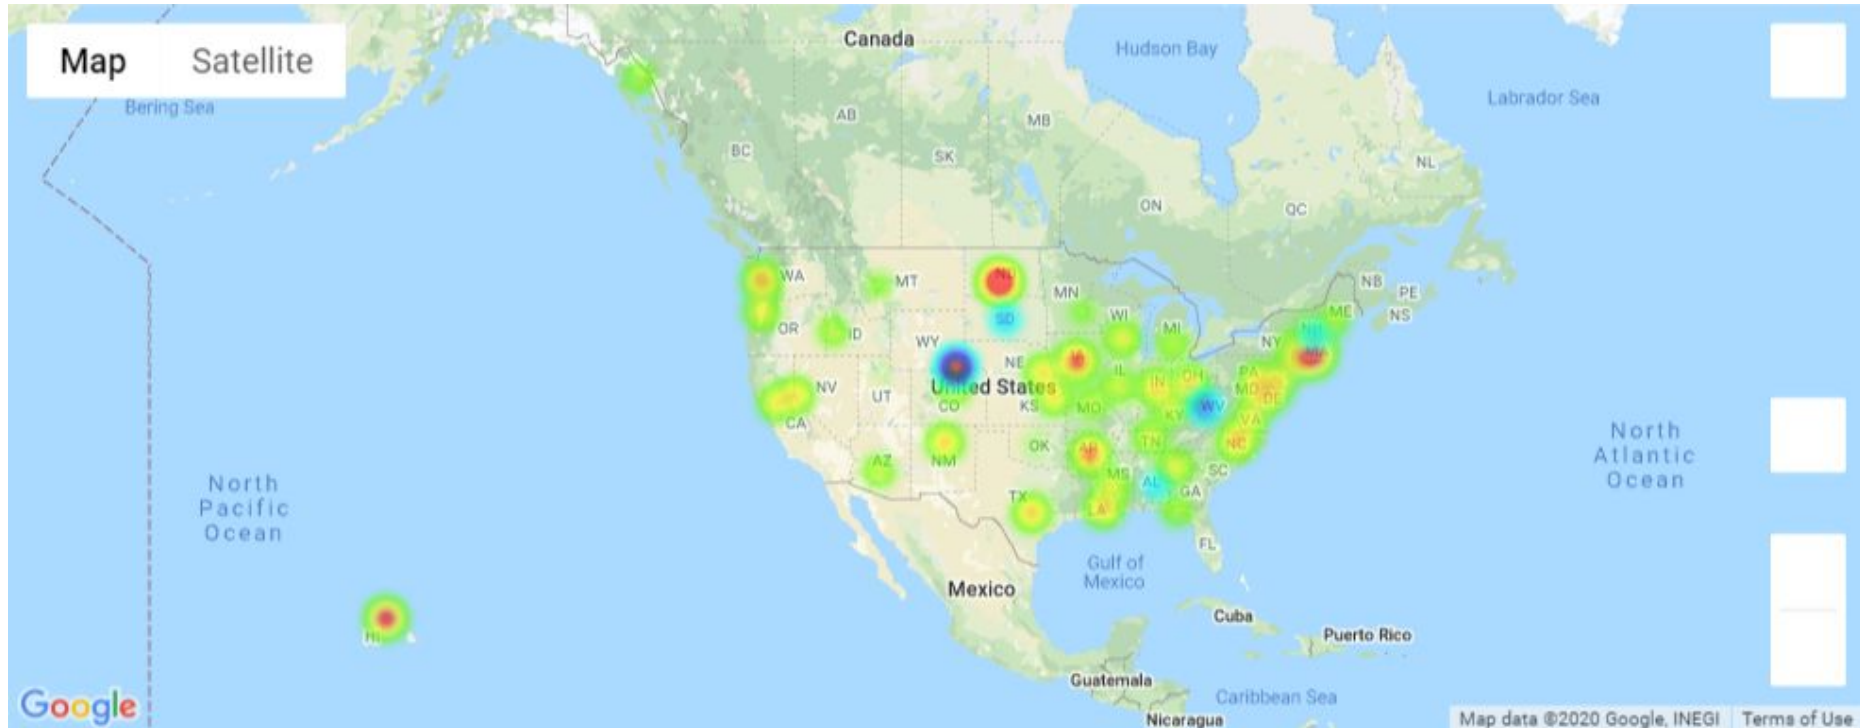 Map Satellite
Canada
Hudson Bay
Labrador Sea
Bering Sea
AB
MB
BC
SK
NL
ON
QC
WA
MT
MN
NB
PE
NS
ME
SD
OR
ID
WI
MI
NH
WY
NY
MA
NE
IA
United States
IL
IN
OH
PA
NV
UT
CO
KS
MO
MD
DE
CA
KY
WV
VA
OK
AR
TN
NC
AZ
NM
MS
SC
AL
GA
TX
LA
FL
North
Pacific
Ocean
North
Atlantic
Ocean
Gulf of
Mexico
Mexico
HI
Cuba
Puerto Rico
Guatemala
Caribbean Sea
Nicaragua
Google
Map data ©2020 Google, INEGI Terms of Use